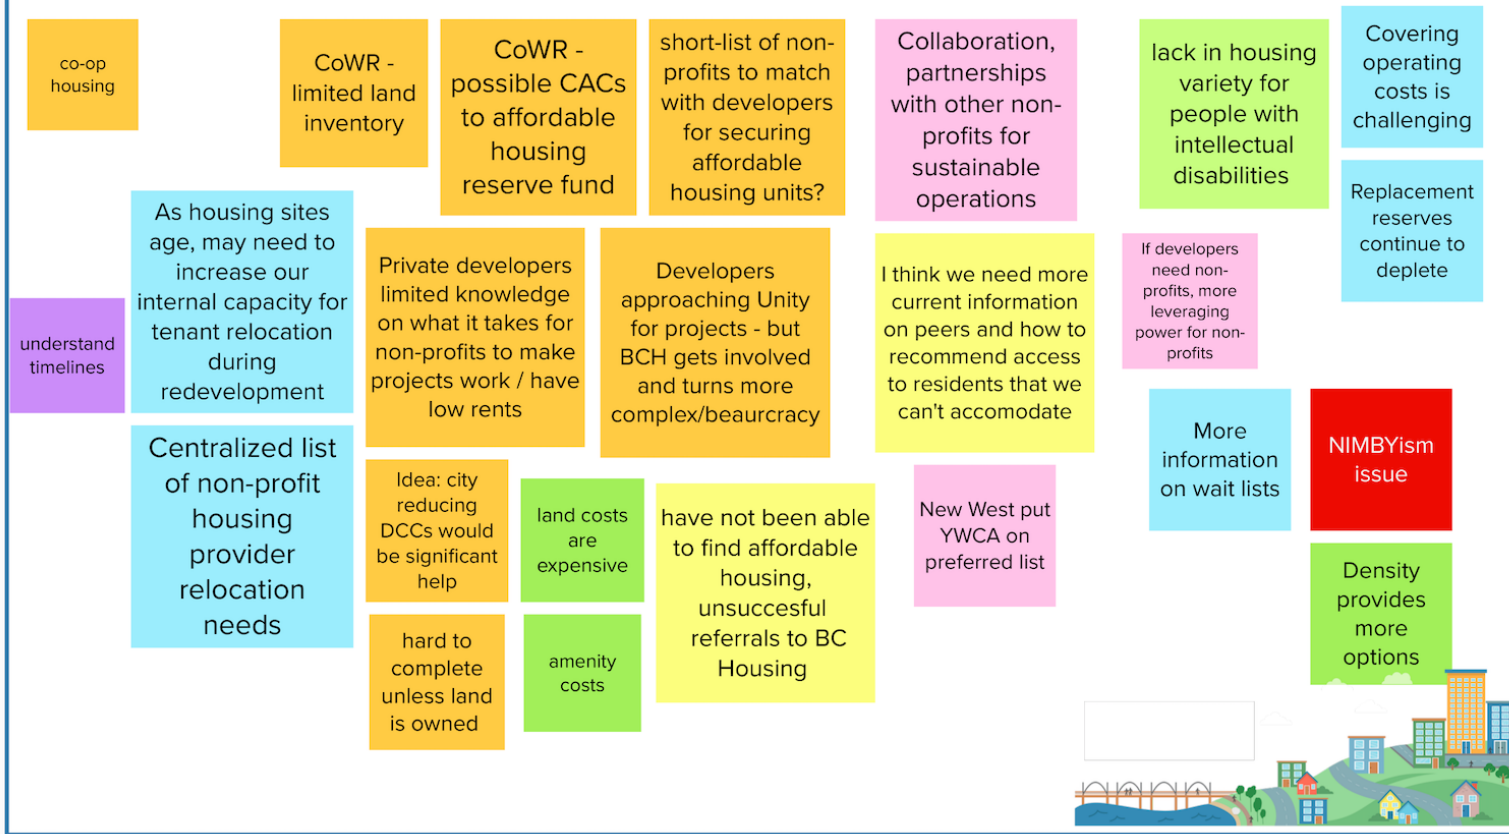 co-op
housing
CoWR -
limited land
inventory
CoWR -
possible CACs
to affordable
housing
reserve fund
short-list of non-
profits to match
with developers
for securing
affordable
housing units?
Collaboration,
partnerships
with other non-
profits for
sustainable
operations
lack in housing
variety for
people with
intellectual
disabilities
Covering
operating
costs is
challenging
Replacement
reserves
continue to
deplete
understand
timelines
As housing sites
age, may need to
increase our
internal capacity for
tenant relocation
during
redevelopment
Private developers
limited knowledge
on what it takes for
non-profits to make
projects work / have
low rents
Developers
approaching Unity
for projects - but
BCH gets involved
and turns more
complex/beaurcracy
I think we need more
current information
on peers and how to
recommend access
to residents that we
can't accomodate
If developers
need non-
profits, more
leveraging
power for non-
profits
More
information
on wait lists
NIMBYism
issue
Centralized list
of non-profit
housing
provider
relocation
needs
Idea: city
reducing
DCCs would
be significant
help
land costs
are
expensive
have not been able
to find affordable
housing,
unsuccesful
referrals to BC
Housing
New West put
YWCA on
preferred list
Density
provides
more
options
hard to
complete
unless land
is owned
amenity
costs